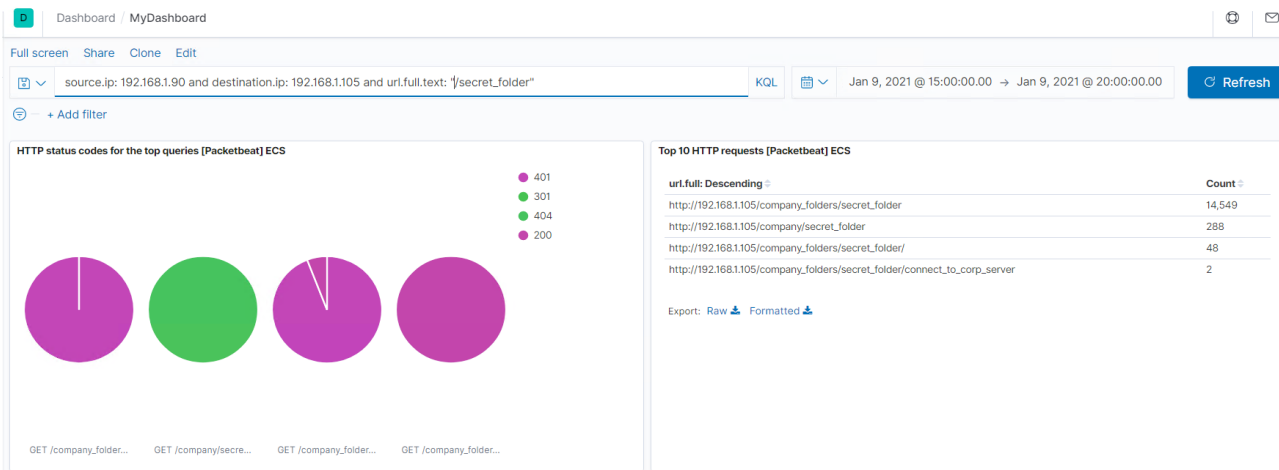 D Dashboard / MyDashboard
Full screen Share Clone Edit
source.ip: 192.168.1.90 and destination.ip: 192.168.1.105 and url.full.text: "/secret_folder" KQL Jan 9, 2021 @ 15:00:00.00 → Jan 9, 2021 @ 20:00:00.00 Refresh
+ Add filter
HTTP status codes for the top queries [Packetbeat] ECS
401
301
404
200
GET /company_folder... GET /company/secre... GET /company_folder... GET /company_folder...
Top 10 HTTP requests [Packetbeat] ECS
url.full: Descending Count
http://192.168.1.105/company_folders/secret_folder 14,549
http://192.168.1.105/company/secret_folder 288
http://192.168.1.105/company_folders/secret_folder/ 48
http://192.168.1.105/company_folders/secret_folder/connect_to_corp_server 2
Export: Raw Formatted